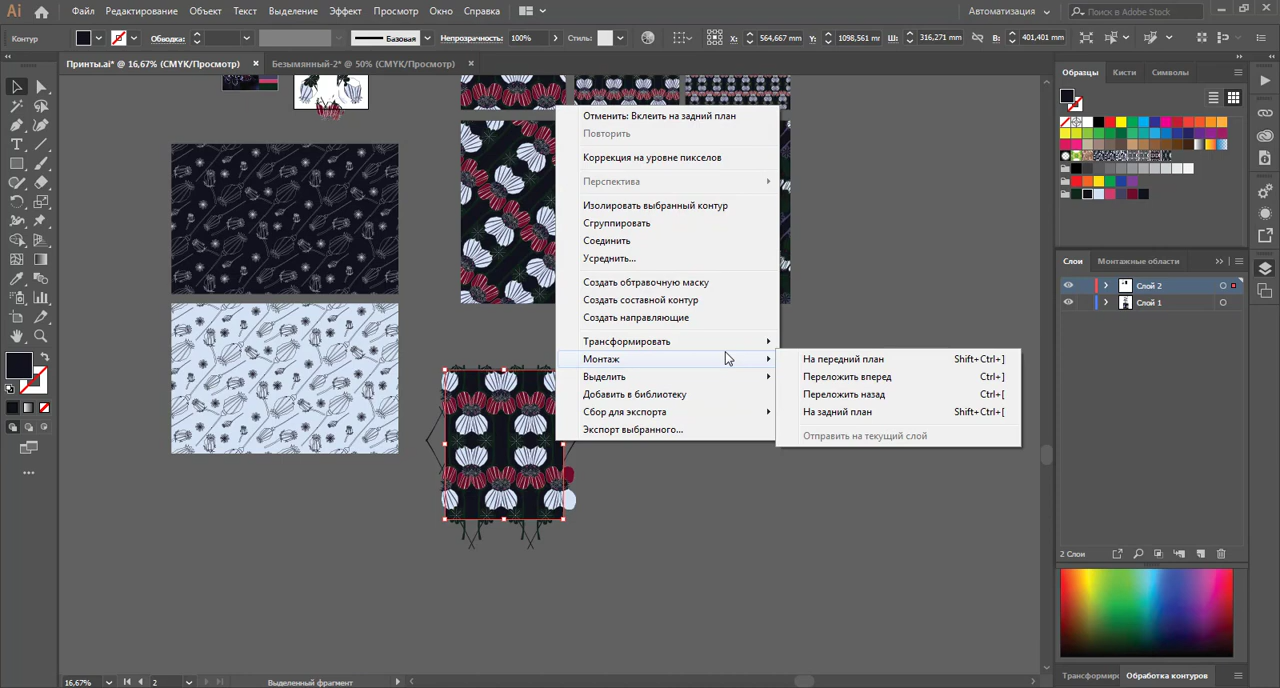 Ai
Файл Редактирование Объект Текст Выделение Эффект Просмотр Окно Справка Автоматизация Поиск в Adobe Stock
Контур Обводка: Базовая Непрозрачность: 100% Стиль: X: 564,667 mm Y: 1098,561 mm Ш: 316,271 mm В: 401,401 mm
Принты.ai* @ 16,67% (CMYK/Просмотр) Безымянный-2* @ 50% (CMYK/Просмотр)
Образцы Кисти Символы
Отменить: Вклеить на задний план
Повторить
Коррекция на уровне пикселов
Перспектива
Изолировать выбранный контур
Сгруппировать
Соединить
Усреднить...
Создать обтравочную маску
Создать составной контур
Создать направляющие
Трансформировать
Монтаж
Выделить
Добавить в библиотеку
Сбор для экспорта
Экспорт выбранного...
На передний план Shift+Ctrl+]
Переложить вперед Ctrl+]
Переложить назад Ctrl+[
На задний план Shift+Ctrl+[
Отправить на текущий слой
Слои Монтажные области
Слой 2
Слой 1
2 Слои
Трансформирс Обработка контуров
16,67% 2 Выделенный фрагмент